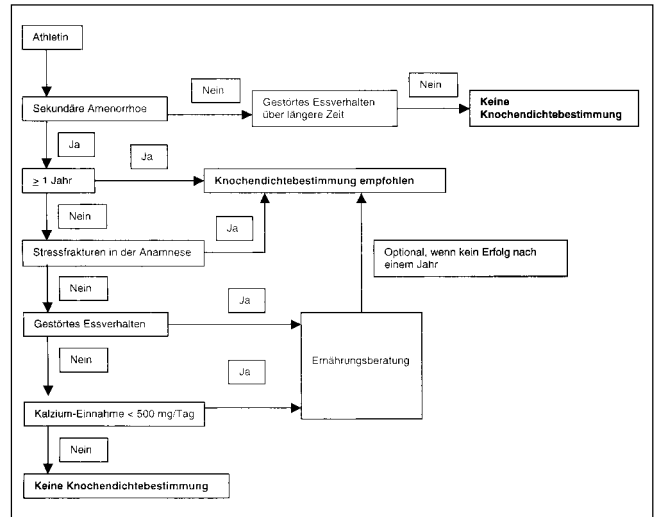 Athletin
Nein
Nein
Sekundäre Amenorrhoe
Gestörtes Essverhalten
über längere Zeit
Keine
Knochendichtebestimmung
Ja
Ja
≥ 1 Jahr
Knochendichtebestimmung empfohlen
Nein
Ja
Stressfrakturen in der Anamnese
Optional, wenn kein Erfolg nach
einem Jahr
Nein
Ja
Gestörtes Essverhalten
Ernährungsberatung
Nein
Ja
Kalzium-Einnahme < 500 mg/Tag
Nein
Keine Knochendichtebestimmung